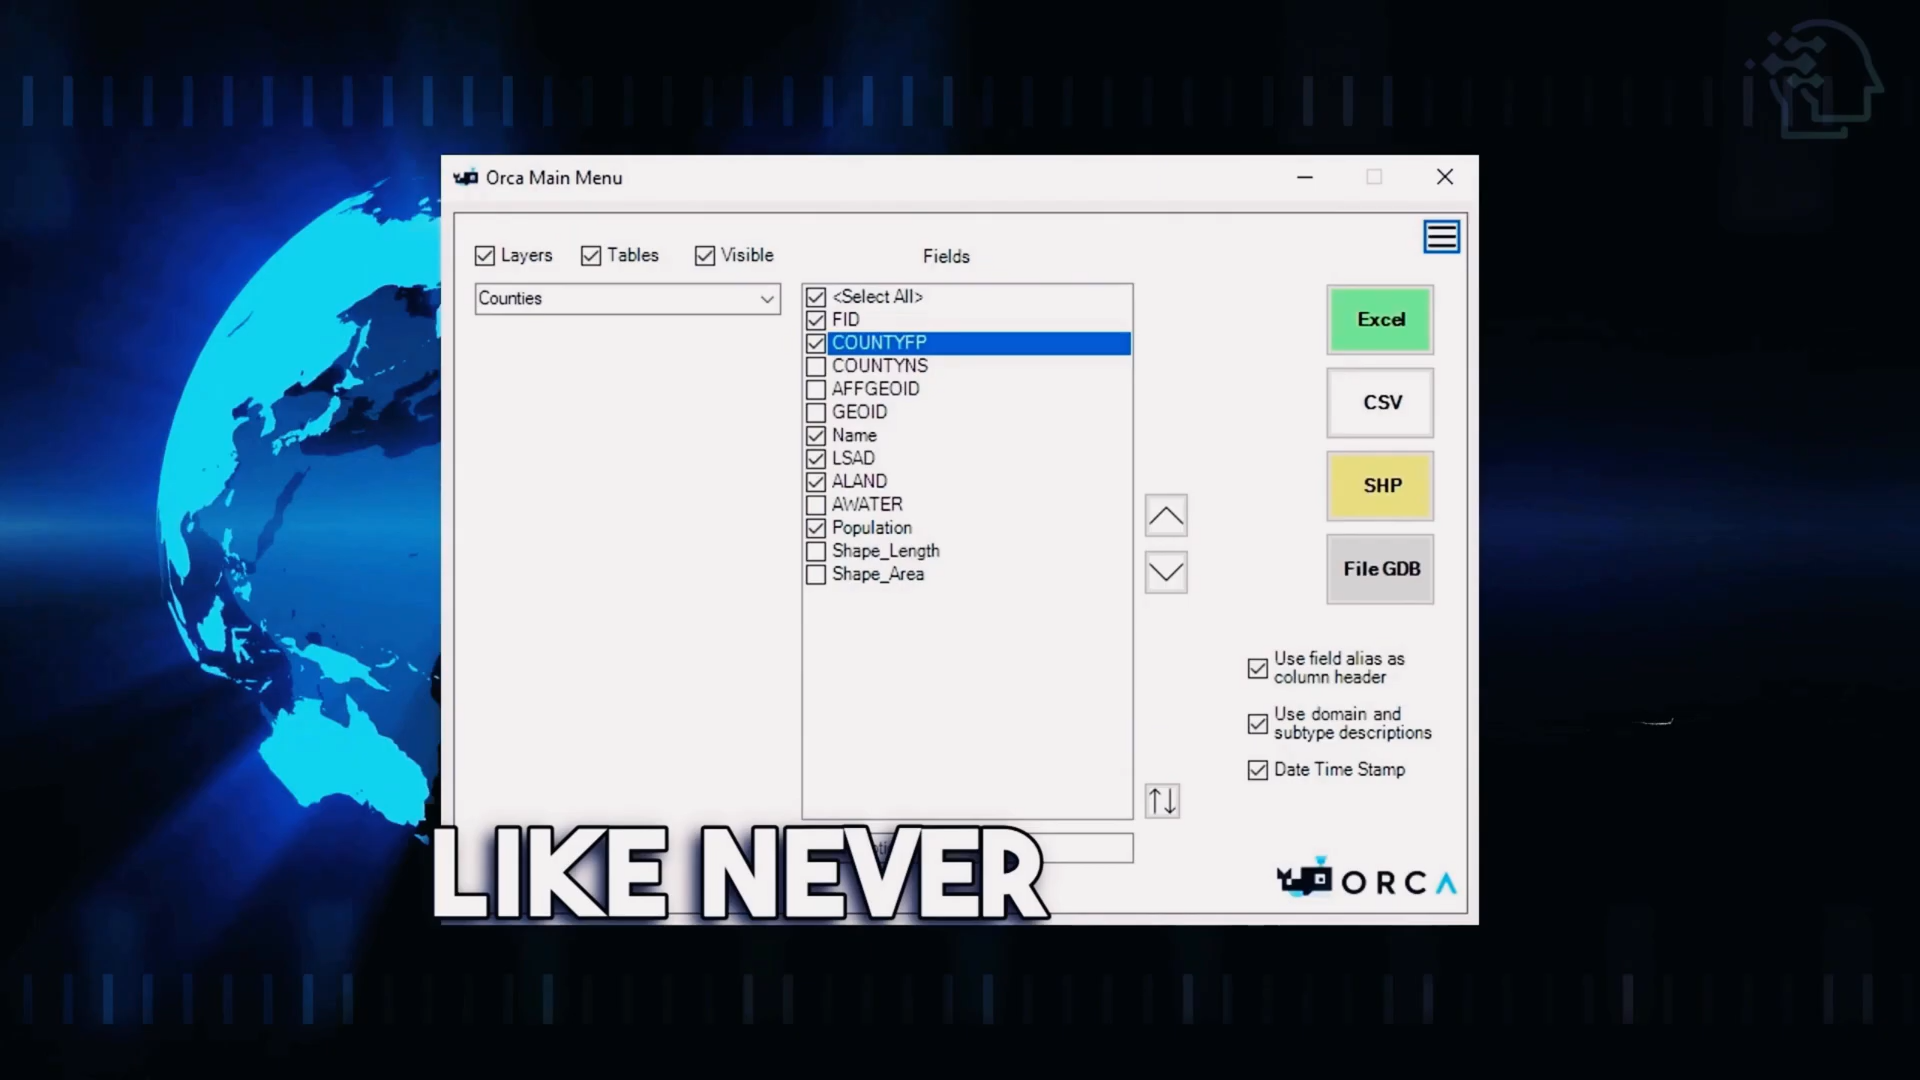 Orca Main Menu
Layers
Tables
Visible
Fields
Counties
<Select All>
FID
COUNTYFP
COUNTYNS
AFFGEOID
GEOID
Name
LSAD
ALAND
AWATER
Population
Shape_Length
Shape_Area
Excel
CSV
SHP
File GDB
Use field alias as
column header
Use domain and
subtype descriptions
Date Time Stamp
LIKE NEVER
ORCA